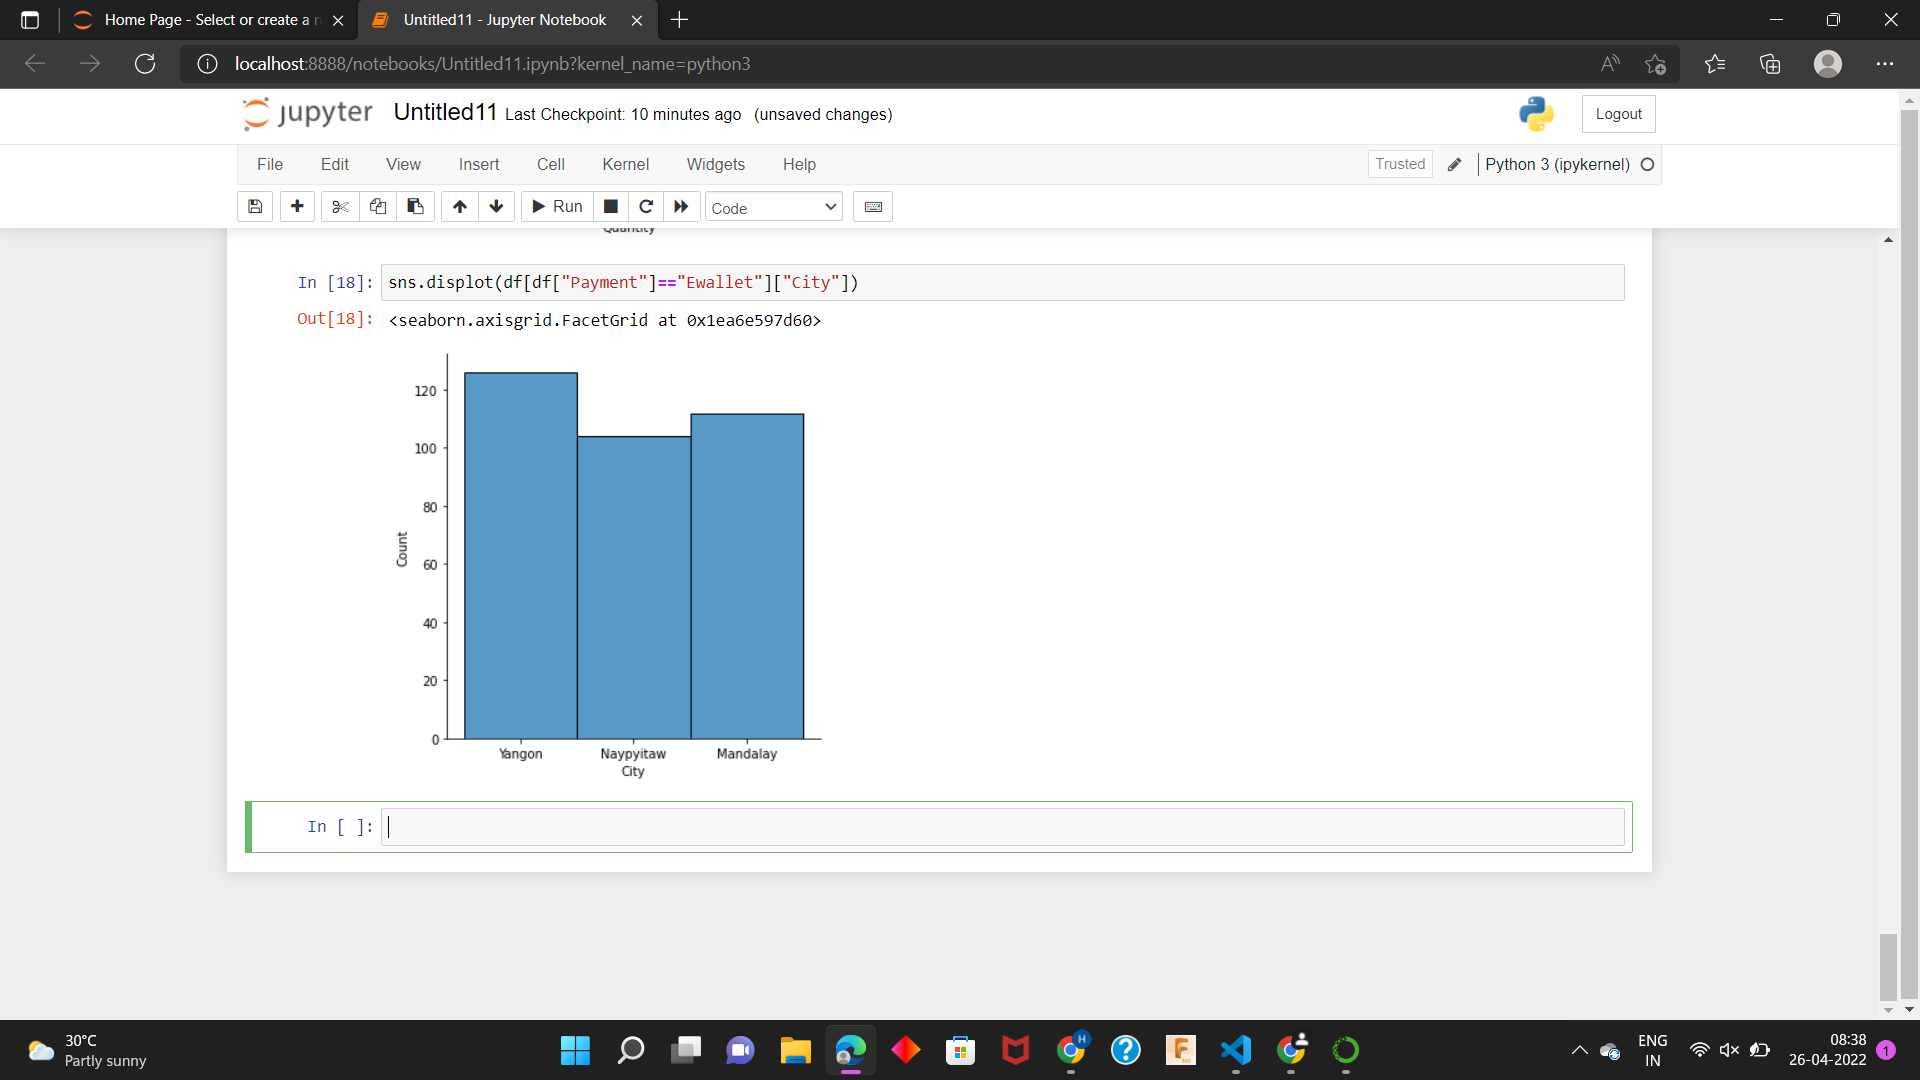 Home Page - Select or create a n
Untitled11 - Jupyter Notebook
localhost:8888/notebooks/Untitled11.ipynb?kernel_name=python3
jupyter Untitled11 Last Checkpoint: 10 minutes ago (unsaved changes)
Logout
File Edit View Insert Cell Kernel Widgets Help
Trusted Python 3 (ipykernel)
Run Code
Quantity
In [18]: sns.displot(df[df["Payment"]=="Ewallet"]["City"])
Out[18]: <seaborn.axisgrid.FacetGrid at 0x1ea6e597d60>
120
100
80
60
40
20
0
Count
Yangon Naypyitaw Mandalay
City
In [ ]:
30°C
Partly sunny
H
?
F
ENG
IN
08:38
26-04-2022
1